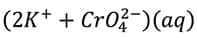 (2K⁺ + CrO₄²⁻)(aq)